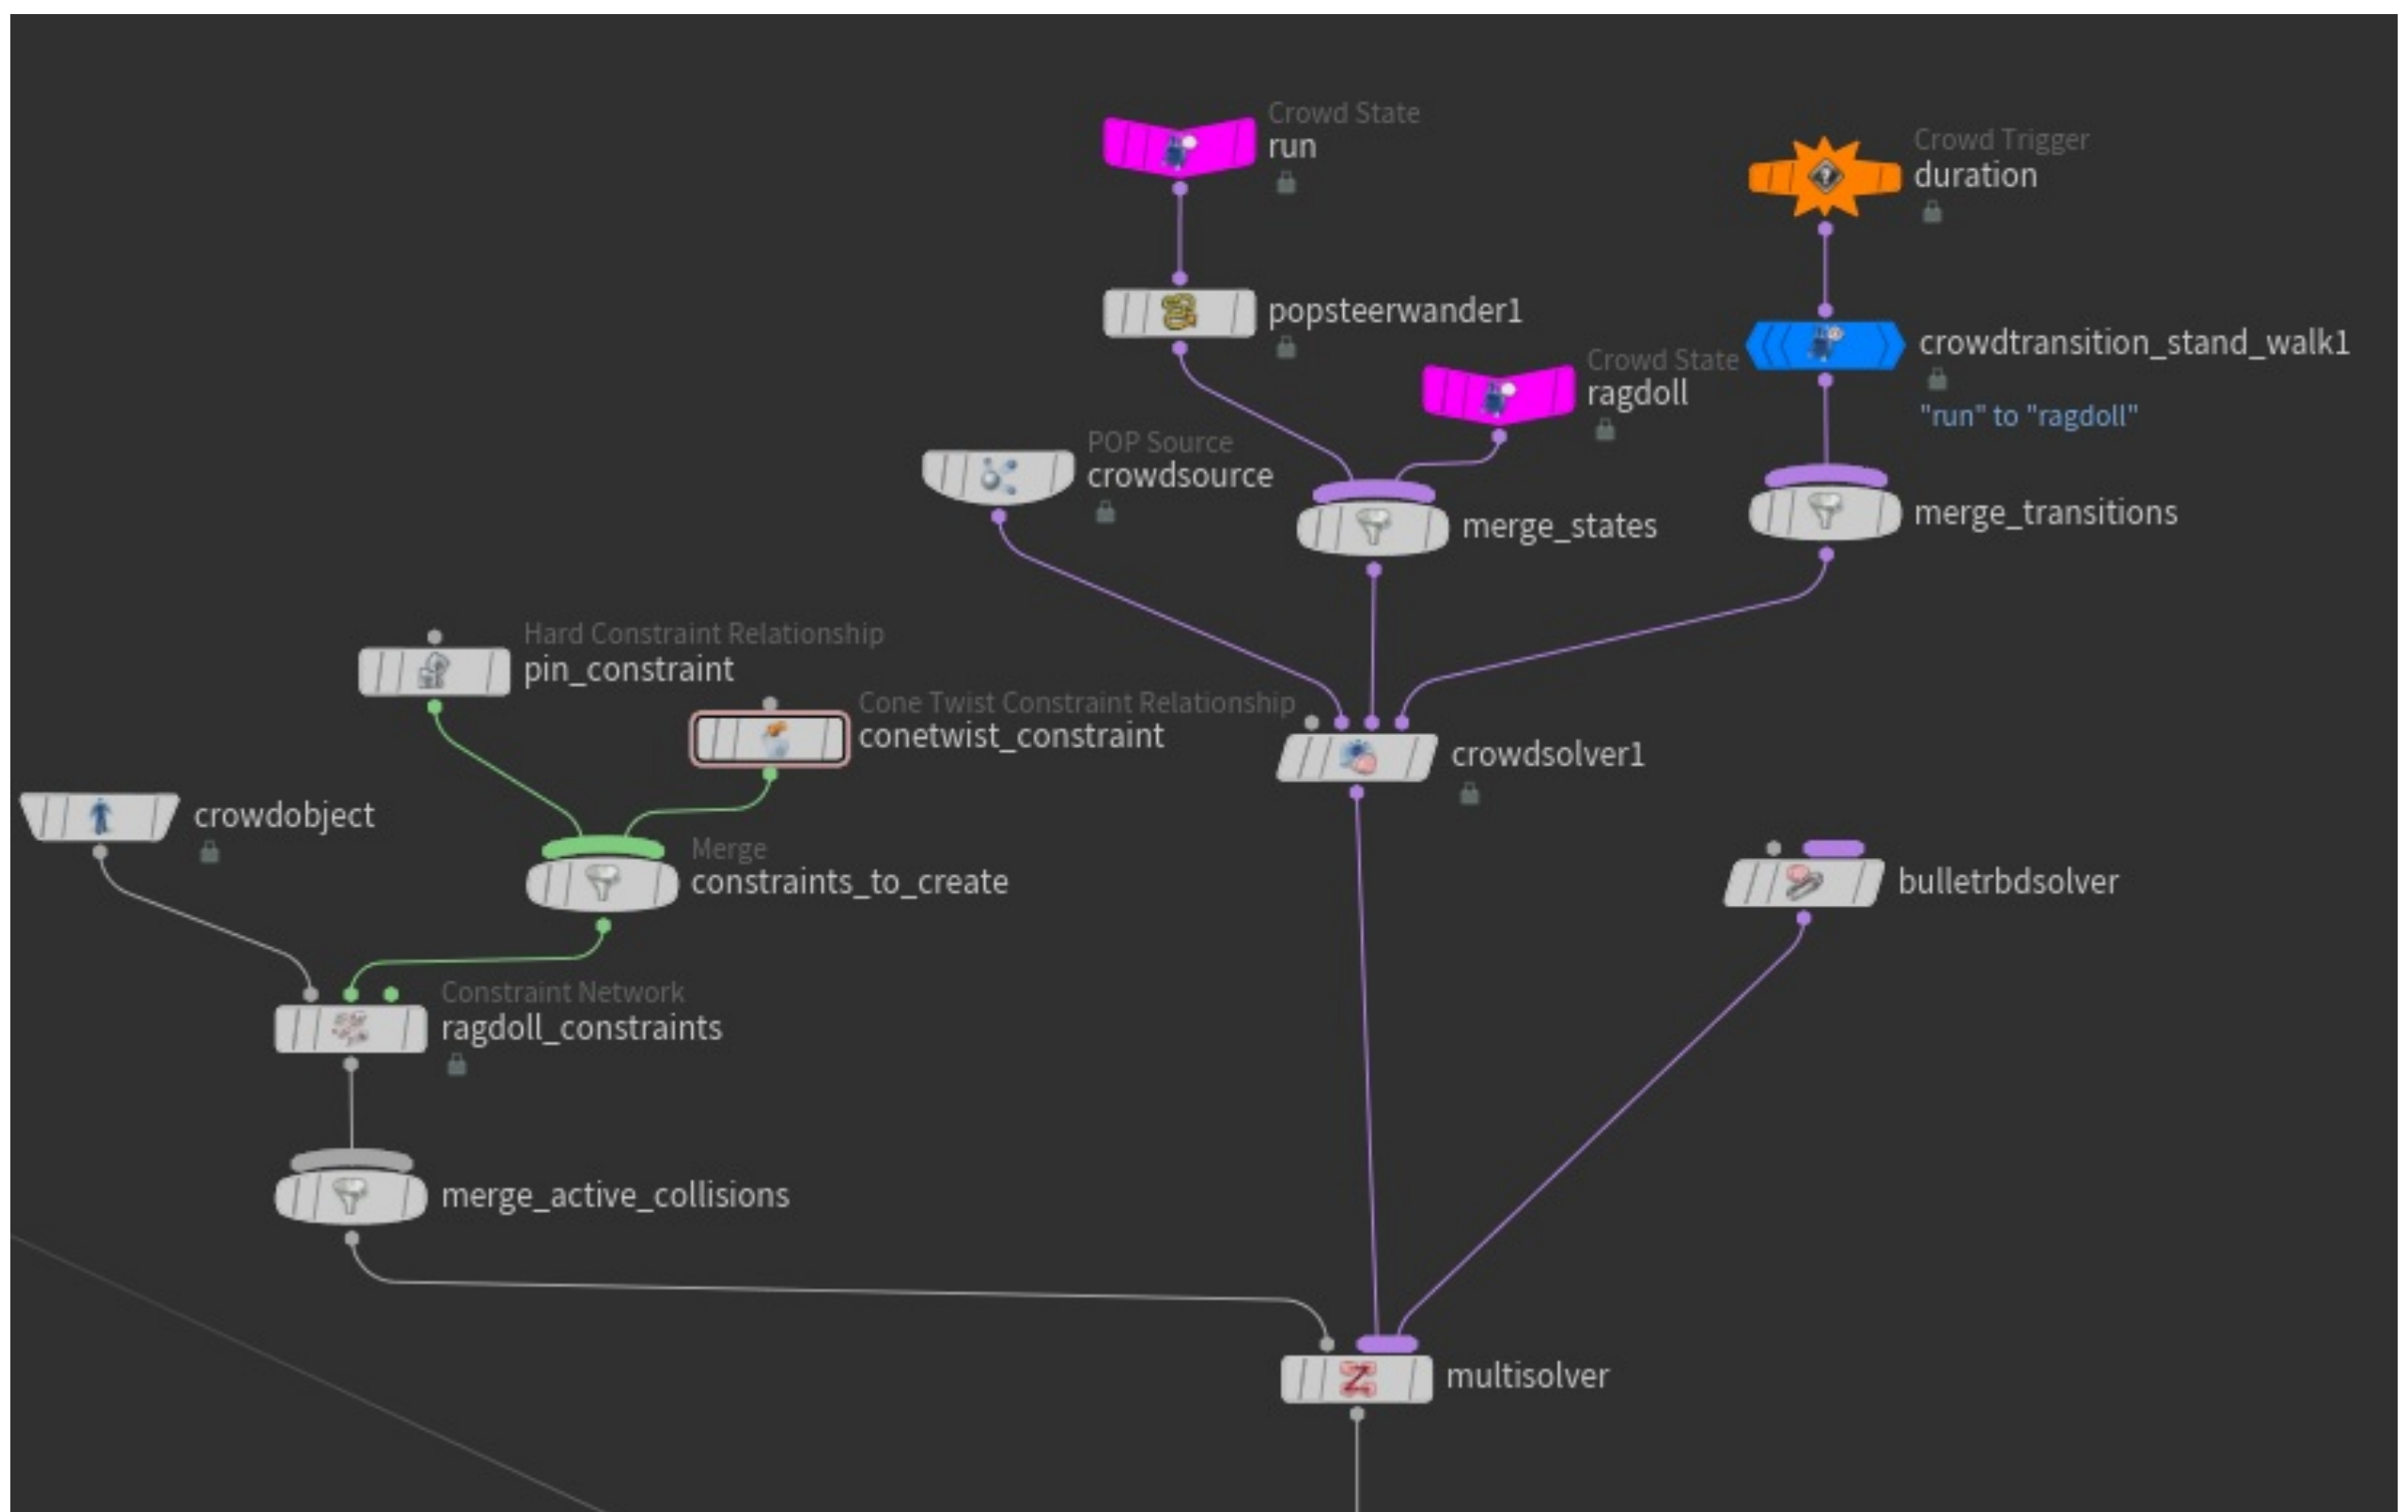 Crowd State
run
Crowd Trigger
duration
popsteerwander1
crowdtransition_stand_walk1
"run" to "ragdoll"
Crowd State
ragdoll
POP Source
crowdsource
merge_states
merge_transitions
Hard Constraint Relationship
pin_constraint
Cone Twist Constraint Relationship
conetwist_constraint
crowdsolver1
crowdobject
Merge
constraints_to_create
bulletrbdsolver
Constraint Network
ragdoll_constraints
merge_active_collisions
multisolver